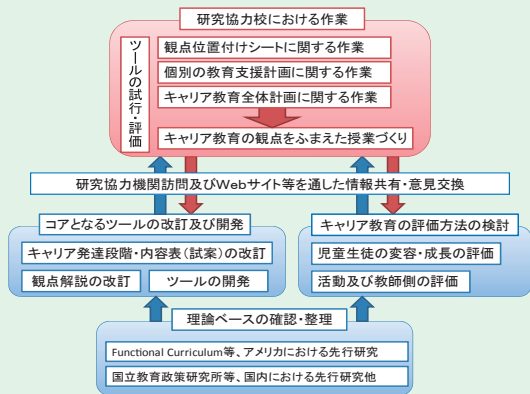 研究協力校における作業
ツールの試行・評価
観点位置付けシートに関する作業
個別の教育支援計画に関する作業
キャリア教育全体計画に関する作業
キャリア教育の観点をふまえた授業づくり
研究協力機関訪問及びWebサイト等を通した情報共有・意見交換
コアとなるツールの改訂及び開発
キャリア発達段階・内容表(試案)の改訂
観点解説の改訂
ツールの開発
キャリア教育の評価方法の検討
児童生徒の変容・成長の評価
活動及び教師側の評価
理論ベースの確認・整理
Functional Curriculum等、アメリカにおける先行研究
国立教育政策研究所等、国内における先行研究他